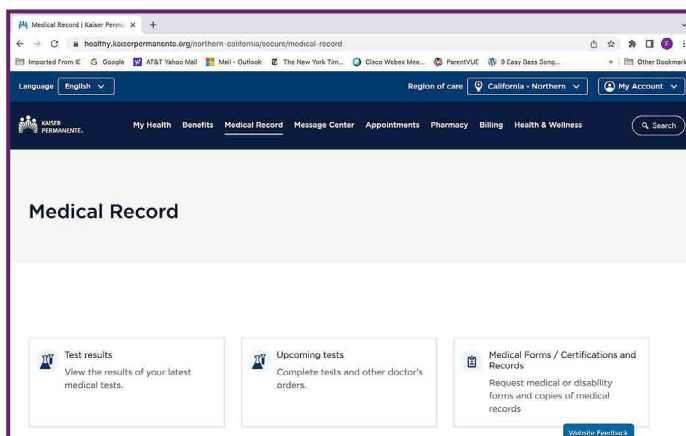 Medical Record | Kaiser Perma
healthy.kaiserpermanente.org/northern-california/secure/medical-record
Imported From IE Google AT&T Yahoo Mail Mail - Outlook The New York Tim... Cisco Webex Mee... ParentVUE 9 Easy Bass Song... » Other Bookmark
Language English Region of care California - Northern My Account
KAISER PERMANENTE. My Health Benefits Medical Record Message Center Appointments Pharmacy Billing Health & Wellness Search
Medical Record
Test results
View the results of your latest
medical tests.
Upcoming tests
Complete tests and other doctor's
orders.
Medical Forms / Certifications and
Records
Request medical or disability
forms and copies of medical
records
Website Feedback